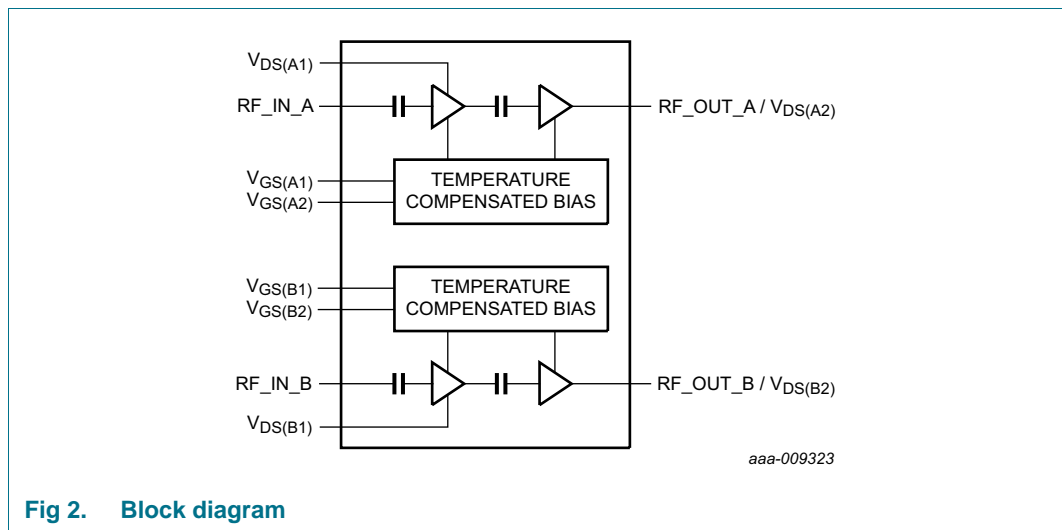 VDS(A1)
RF_IN_A
RF_OUT_A / VDS(A2)
VGS(A1)
VGS(A2)
TEMPERATURE
COMPENSATED BIAS
VGS(B1)
VGS(B2)
TEMPERATURE
COMPENSATED BIAS
RF_IN_B
RF_OUT_B / VDS(B2)
VDS(B1)
aaa-009323
Fig 2. Block diagram